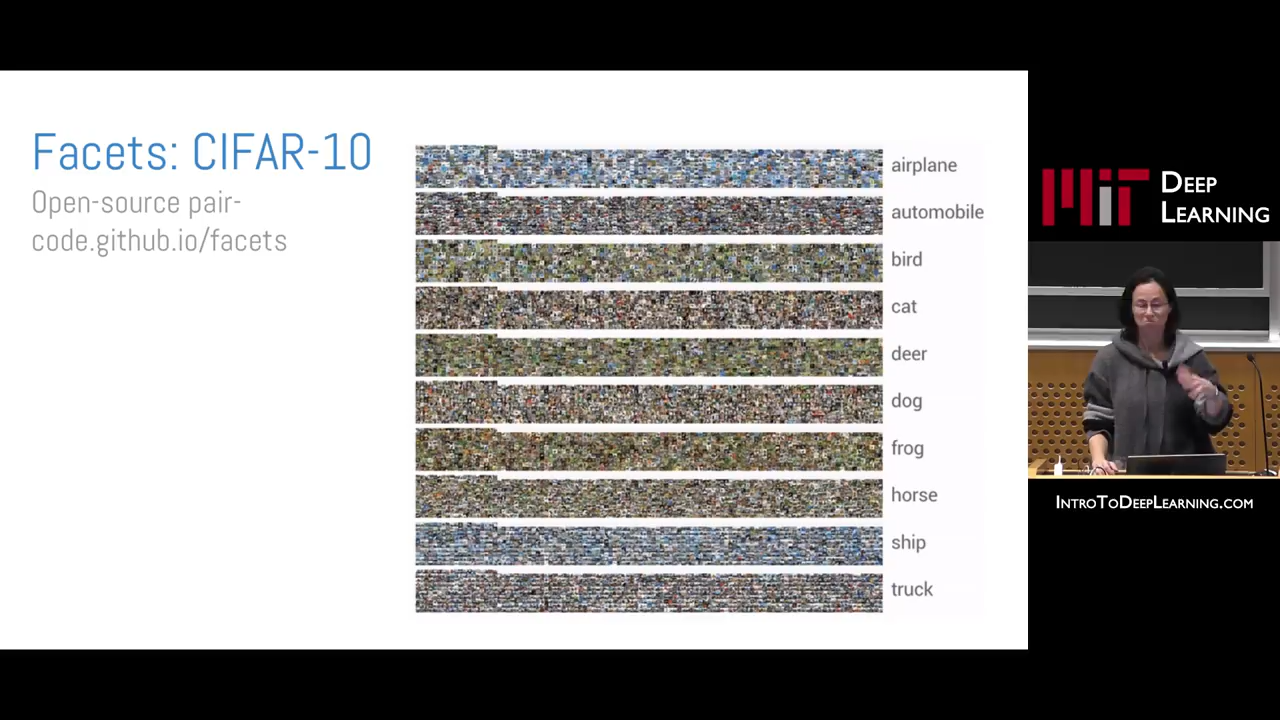 Facets: CIFAR-10
Open-source pair-
code.github.io/facets
airplane
automobile
bird
cat
deer
dog
frog
horse
ship
truck
MIT DEEP
LEARNING
INTROTODEEPLEARNING.COM